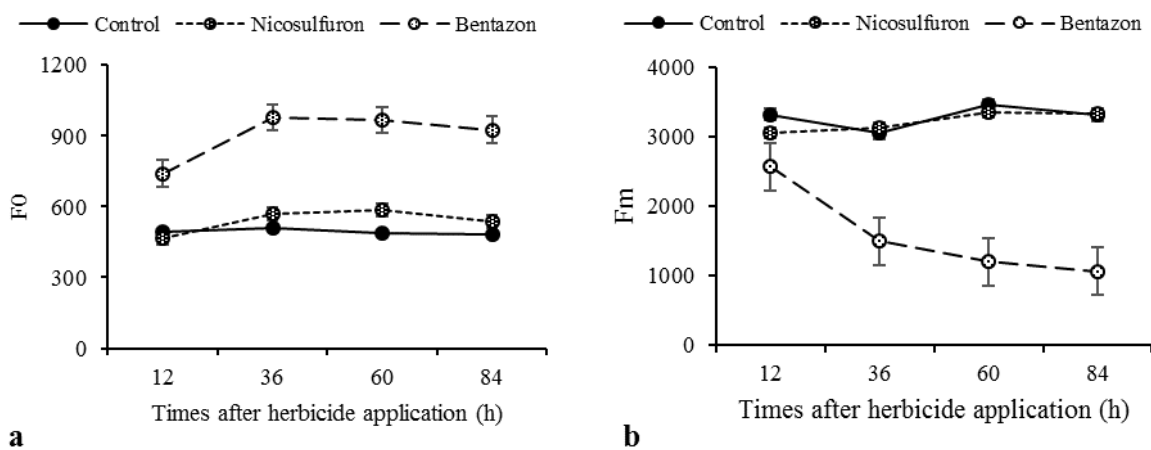 Control Nicosulfuron Bentazon
1200
900
600
300
0
F0
12 36 60 84
Times after herbicide application (h)
a
Control Nicosulfuron Bentazon
4000
3000
2000
1000
0
Fm
12 36 60 84
Times after herbicide application (h)
b